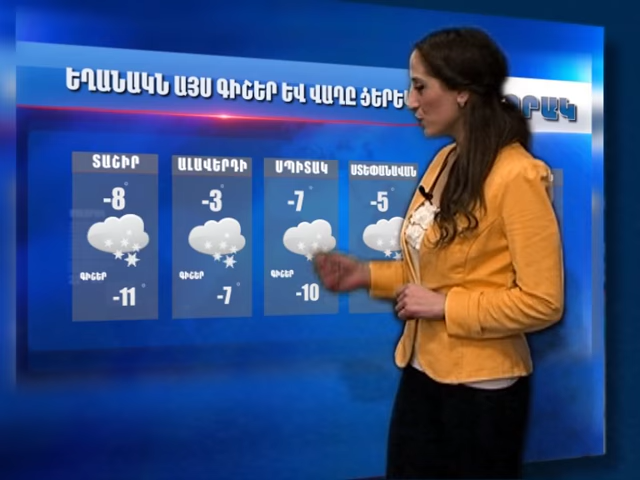 ԵՂԱՆԱԿՆ ԱՅՍ ԳԻՇԵՐ ԵՎ ՎԱՂԸ
ՏԱՇԻՐ ԱԼԱՎԵՐԴԻ ՍՊԻՏԱԿ ՍՏԵՓԱՆԱՎԱՆ
-8° -3° -7° -5
ԳԻՇԵՐ ԳԻՇԵՐ ԳԻՇԵՐ
-11° -7° -10°